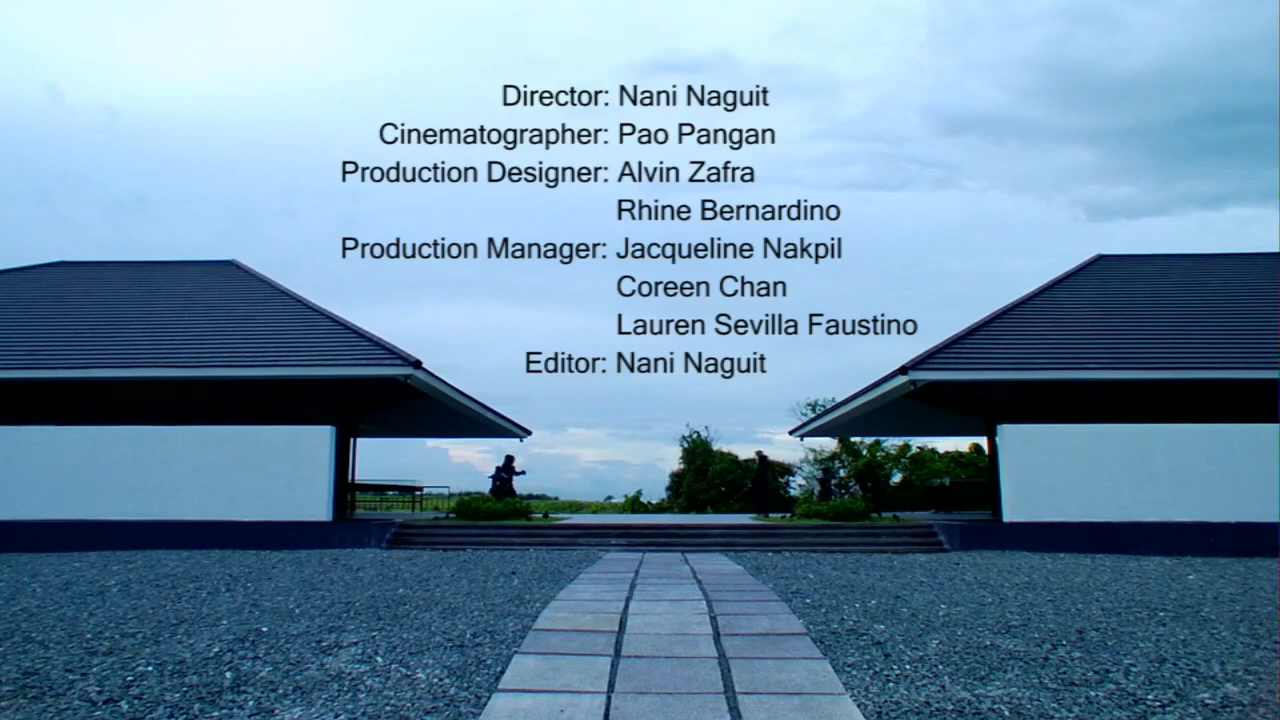 Director: Nani Naguit
Cinematographer: Pao Pangan
Production Designer: Alvin Zafra
Rhine Bernardino
Production Manager: Jacqueline Nakpil
Coreen Chan
Lauren Sevilla Faustino
Editor: Nani Naguit